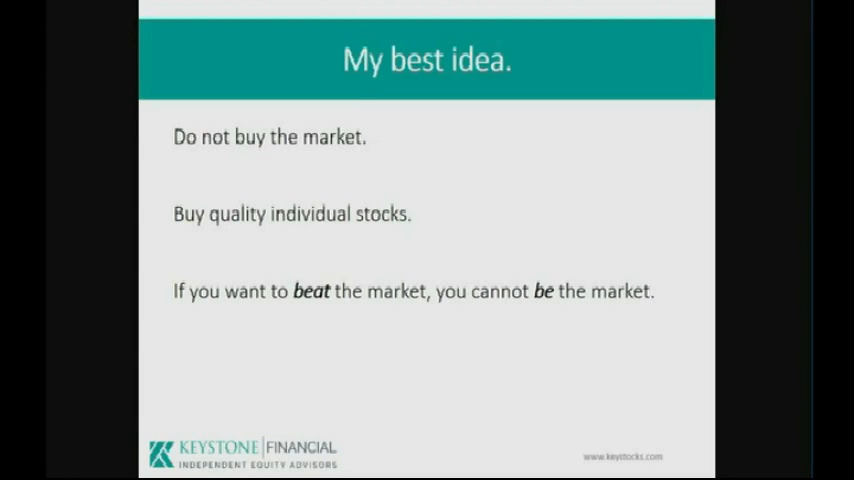 My best idea.
Do not buy the market.
Buy quality individual stocks.
If you want to beat the market, you cannot be the market.
KEYSTONE FINANCIAL
INDEPENDENT EQUITY ADVISORS
www.keystocks.com